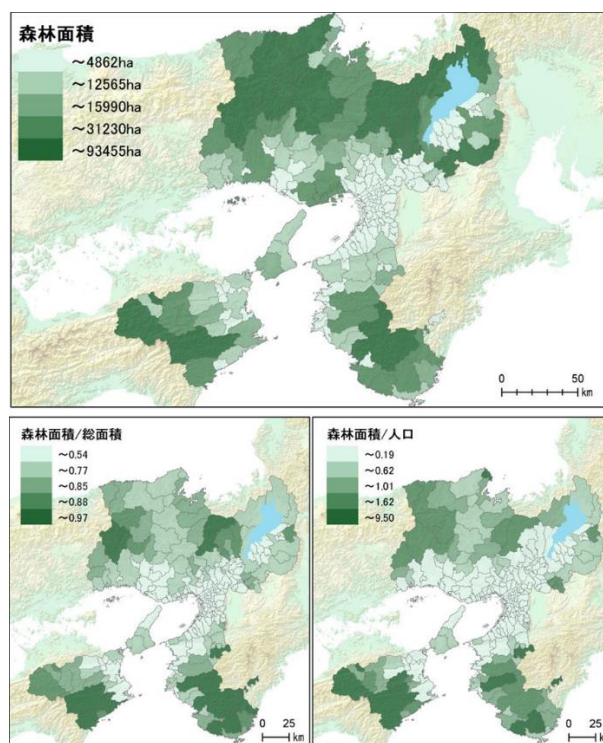 森林面積
～4862ha
～12565ha
～15990ha
～31230ha
～93455ha
0 50
km
森林面積/総面積
～0.54
～0.77
～0.85
～0.88
～0.97
0 25
km
森林面積/人口
～0.19
～0.62
～1.01
～1.62
～9.50
0 25
km